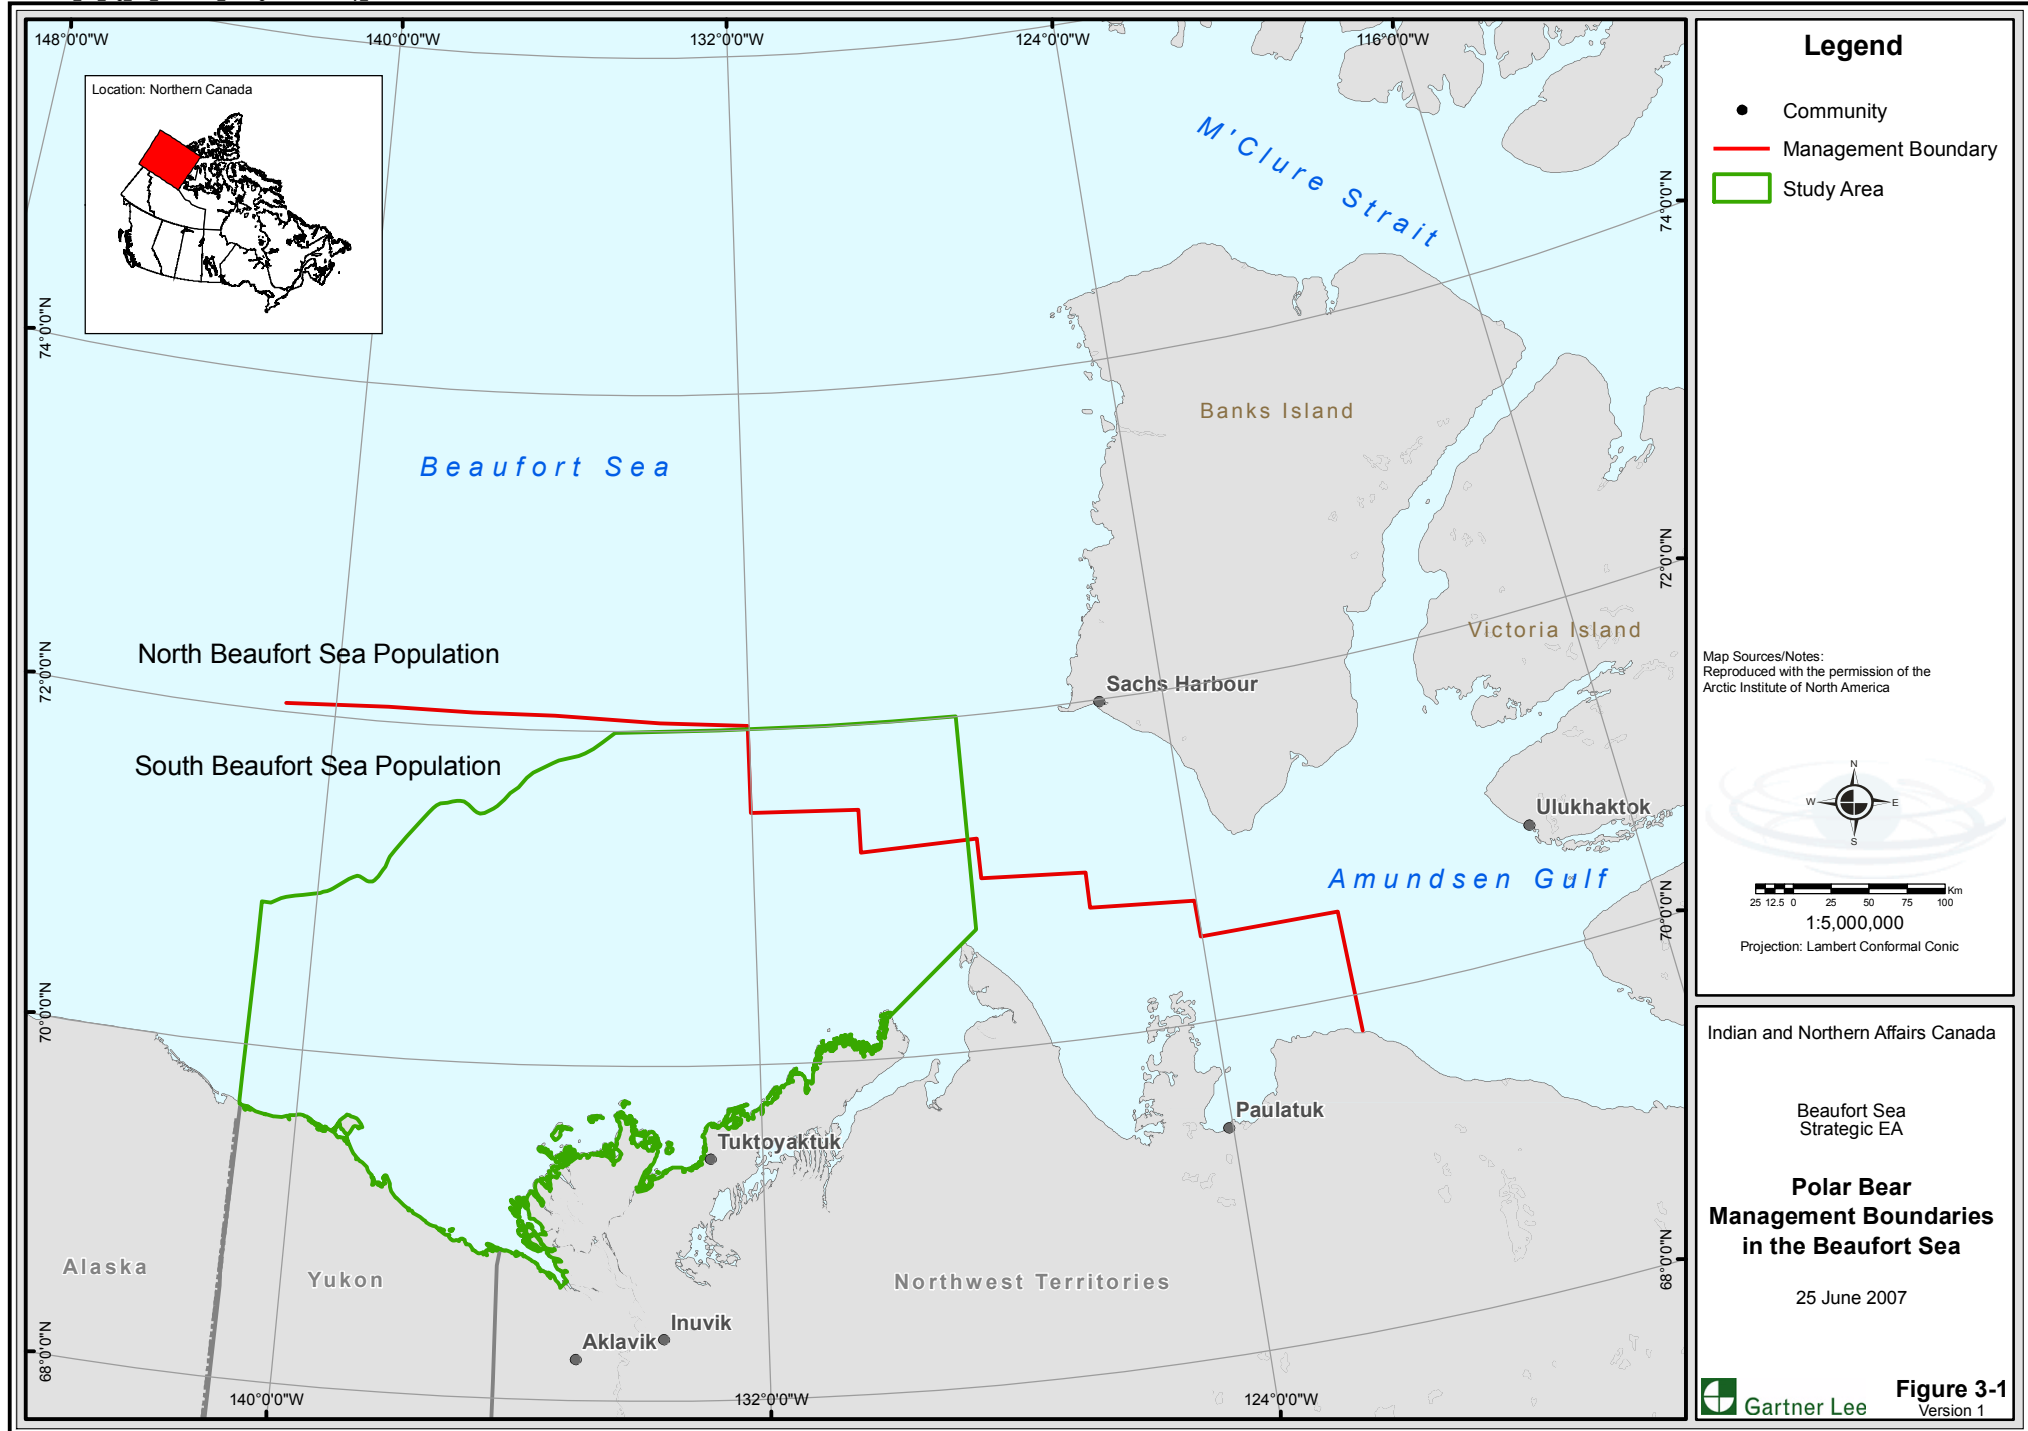 148°0'0"W
140°0'0"W
132°0'0"W
124°0'0"W
116°0'0"W
Location: Northern Canada
M'Clure Strait
74°0'0"N
74°0'0"N
Banks Island
Beaufort Sea
72°0'0"N
72°0'0"N
Victoria Island
North Beaufort Sea Population
Sachs Harbour
South Beaufort Sea Population
Ulukhaktok
Amundsen Gulf
70°0'0"N
70°0'0"N
Paulatuk
Tuktoyaktuk
Alaska
Yukon
Northwest Territories
68°0'0"N
68°0'0"N
Inuvik
Aklavik
140°0'0"W
132°0'0"W
124°0'0"W
Legend
Community
Management Boundary
Study Area
Map Sources/Notes:
Reproduced with the permission of the
Arctic Institute of North America
N
W E
S
Km
25 12.5 0 25 50 75 100
1:5,000,000
Projection: Lambert Conformal Conic
Indian and Northern Affairs Canada
Beaufort Sea
Strategic EA
Polar Bear
Management Boundaries
in the Beaufort Sea
25 June 2007
Gartner Lee
Figure 3-1
Version 1